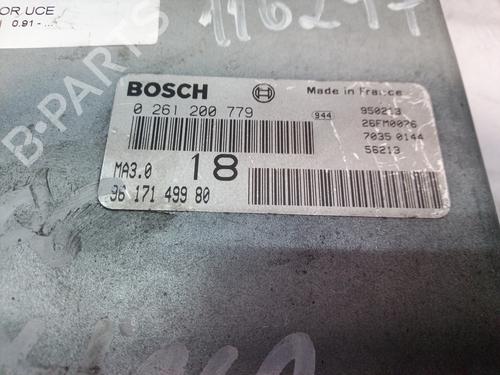 OR.UCE
0.91 - ...
B-PARTS
BOSCH
Made in France
0 261 200 779
944
950213
26FM0076
7035 0144
56213
MA3.0
18
96 171 499 80